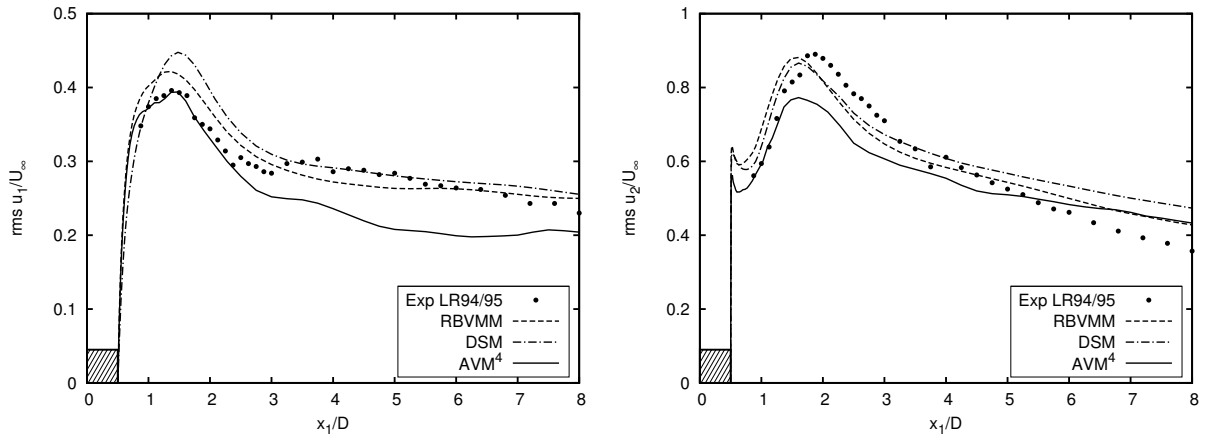 0.5
0.4
0.3
0.2
0.1
0
rms u1/U∞
0 1 2 3 4 5 6 7 8
x1/D
Exp LR94/95
RBVMM
DSM
AVM⁴
1
0.8
0.6
0.4
0.2
0
rms u2/U∞
0 1 2 3 4 5 6 7 8
x1/D
Exp LR94/95
RBVMM
DSM
AVM⁴